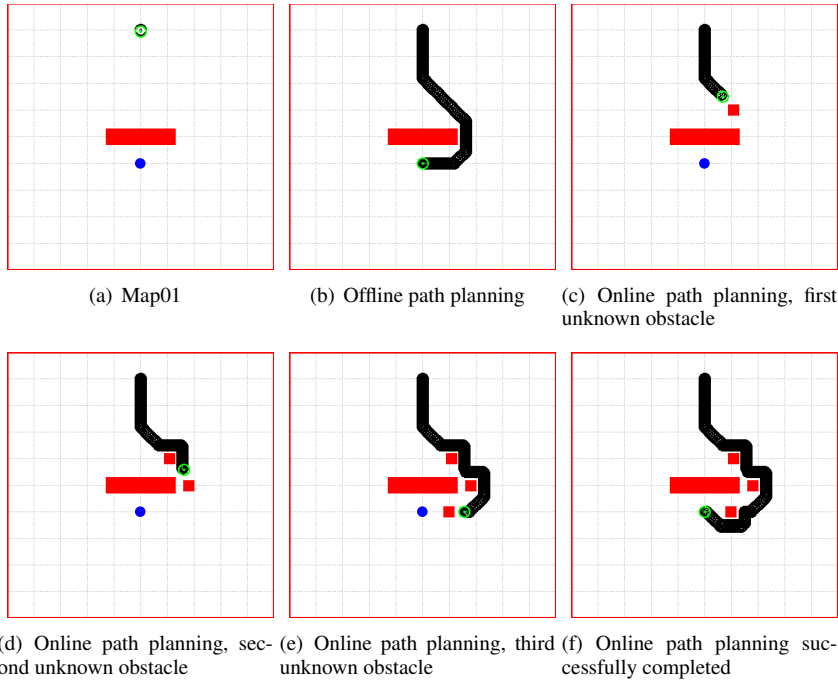 (a) Map01
(b) Offline path planning
(c) Online path planning, first
unknown obstacle
(d) Online path planning, sec-
ond unknown obstacle
(e) Online path planning, third
unknown obstacle
(f) Online path planning suc-
cessfully completed